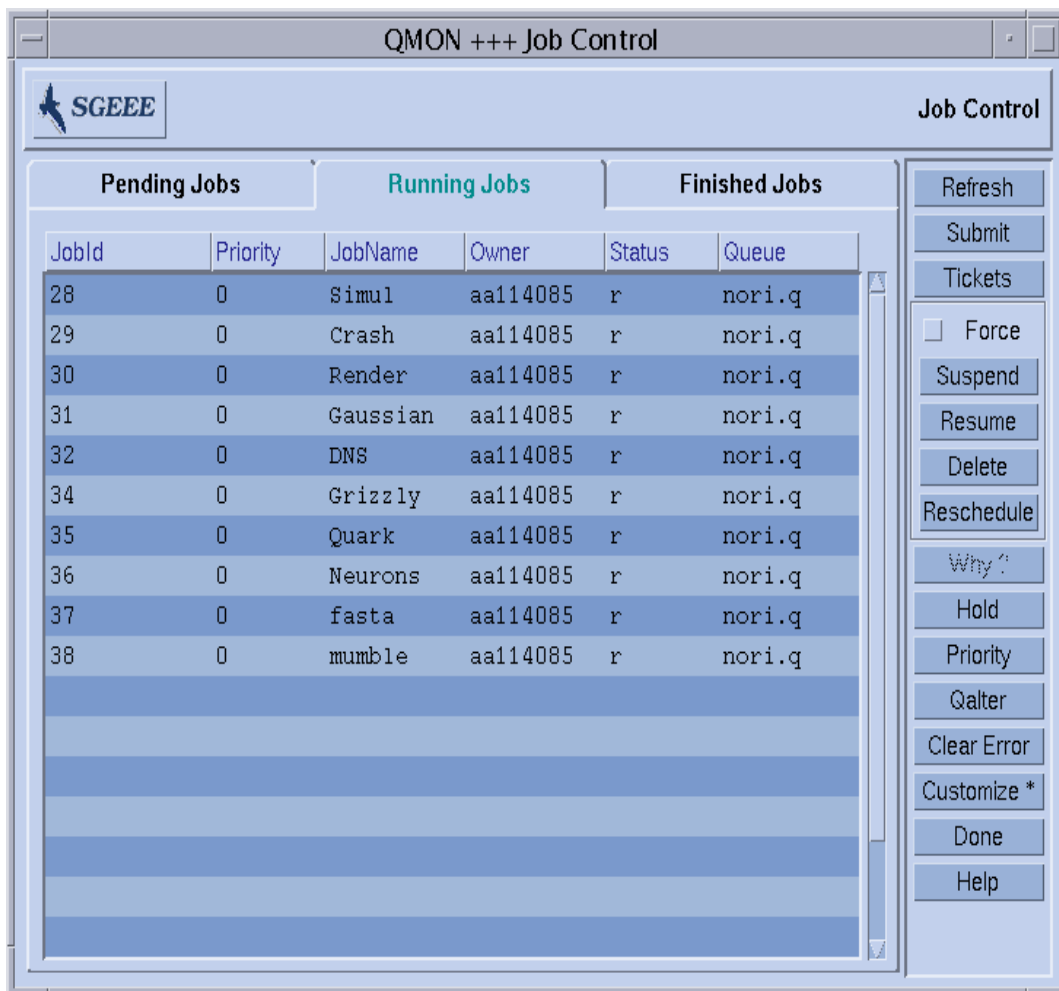 QMON +++ Job Control
SGEEE
Job Control
Pending Jobs Running Jobs Finished Jobs
JobId Priority JobName Owner Status Queue
28 0 Simul aa114085 r nori.q
29 0 Crash aa114085 r nori.q
30 0 Render aa114085 r nori.q
31 0 Gaussian aa114085 r nori.q
32 0 DNS aa114085 r nori.q
34 0 Grizzly aa114085 r nori.q
35 0 Quark aa114085 r nori.q
36 0 Neurons aa114085 r nori.q
37 0 fasta aa114085 r nori.q
38 0 mumble aa114085 r nori.q
Refresh
Submit
Tickets
Force
Suspend
Resume
Delete
Reschedule
Why ?
Hold
Priority
Qalter
Clear Error
Customize *
Done
Help